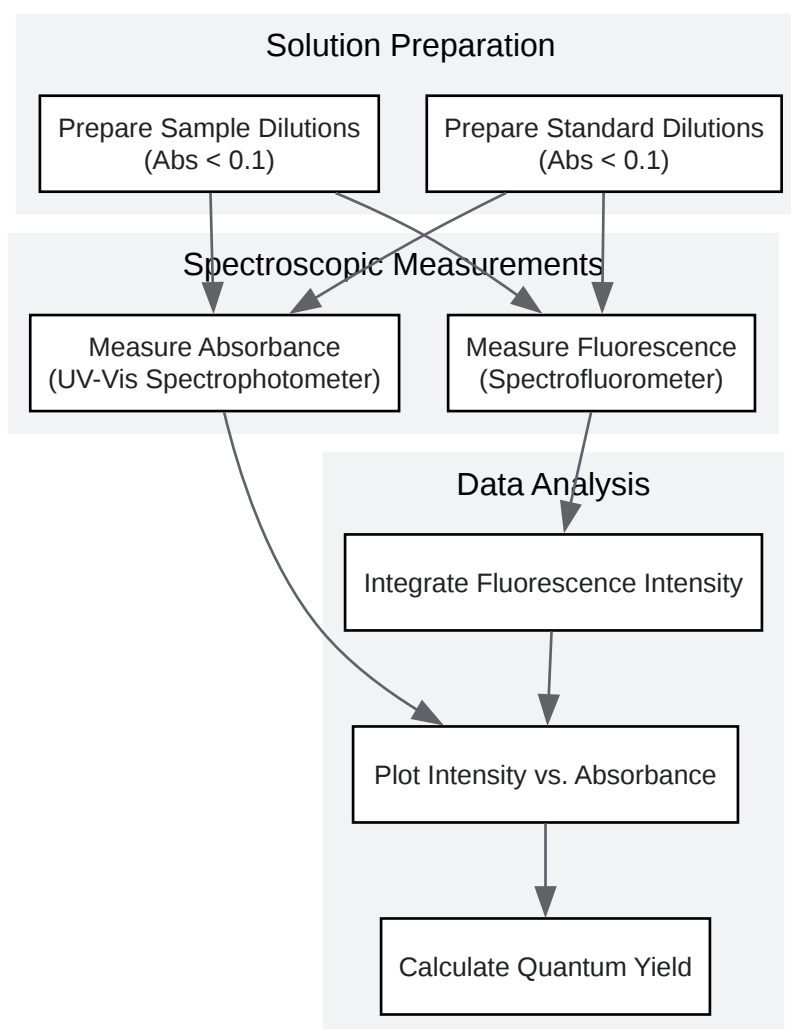 Solution Preparation
Prepare Sample Dilutions
(Abs < 0.1)
Prepare Standard Dilutions
(Abs < 0.1)
Spectroscopic Measurements
Measure Absorbance
(UV-Vis Spectrophotometer)
Measure Fluorescence
(Spectrofluorometer)
Data Analysis
Integrate Fluorescence Intensity
Plot Intensity vs. Absorbance
Calculate Quantum Yield